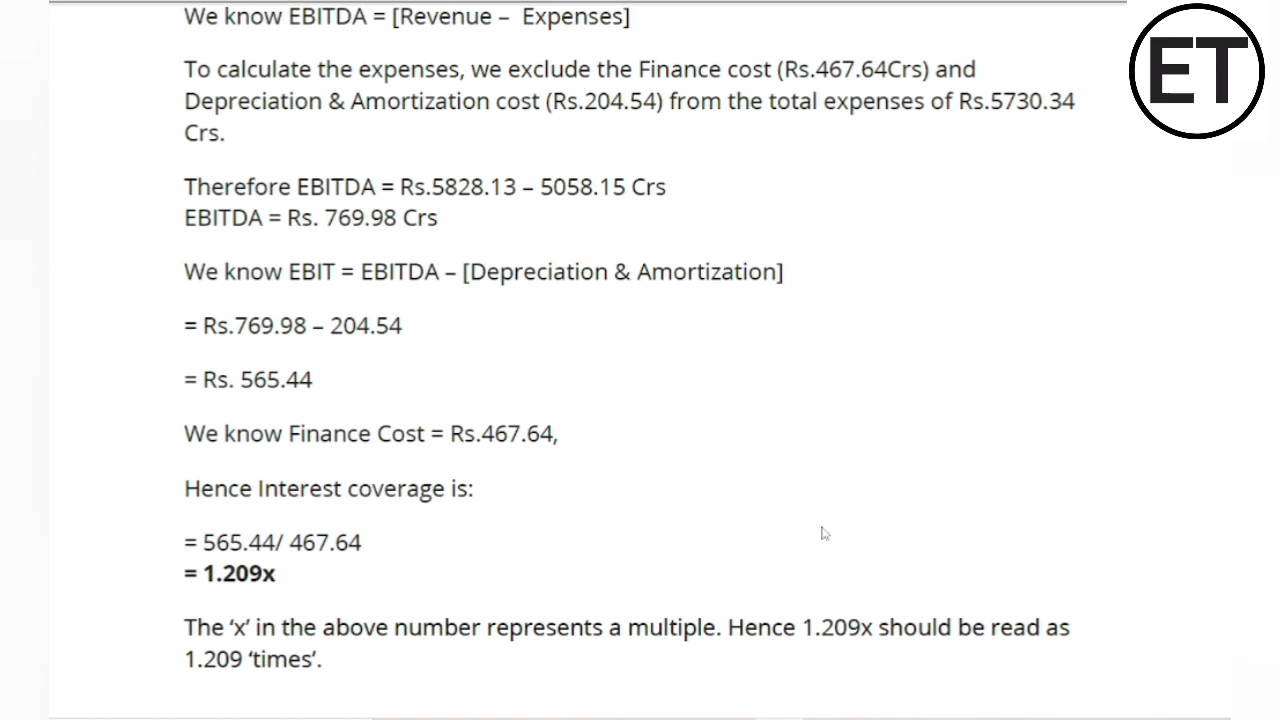 We know EBITDA = [Revenue –  Expenses]
ET
To calculate the expenses, we exclude the Finance cost (Rs.467.64Crs) and
Depreciation & Amortization cost (Rs.204.54) from the total expenses of Rs.5730.34
Crs.
Therefore EBITDA = Rs.5828.13 – 5058.15 Crs
EBITDA = Rs. 769.98 Crs
We know EBIT = EBITDA – [Depreciation & Amortization]
= Rs.769.98 – 204.54
= Rs. 565.44
We know Finance Cost = Rs.467.64,
Hence Interest coverage is:
= 565.44/ 467.64
= 1.209x
The ‘x’ in the above number represents a multiple. Hence 1.209x should be read as
1.209 ‘times’.